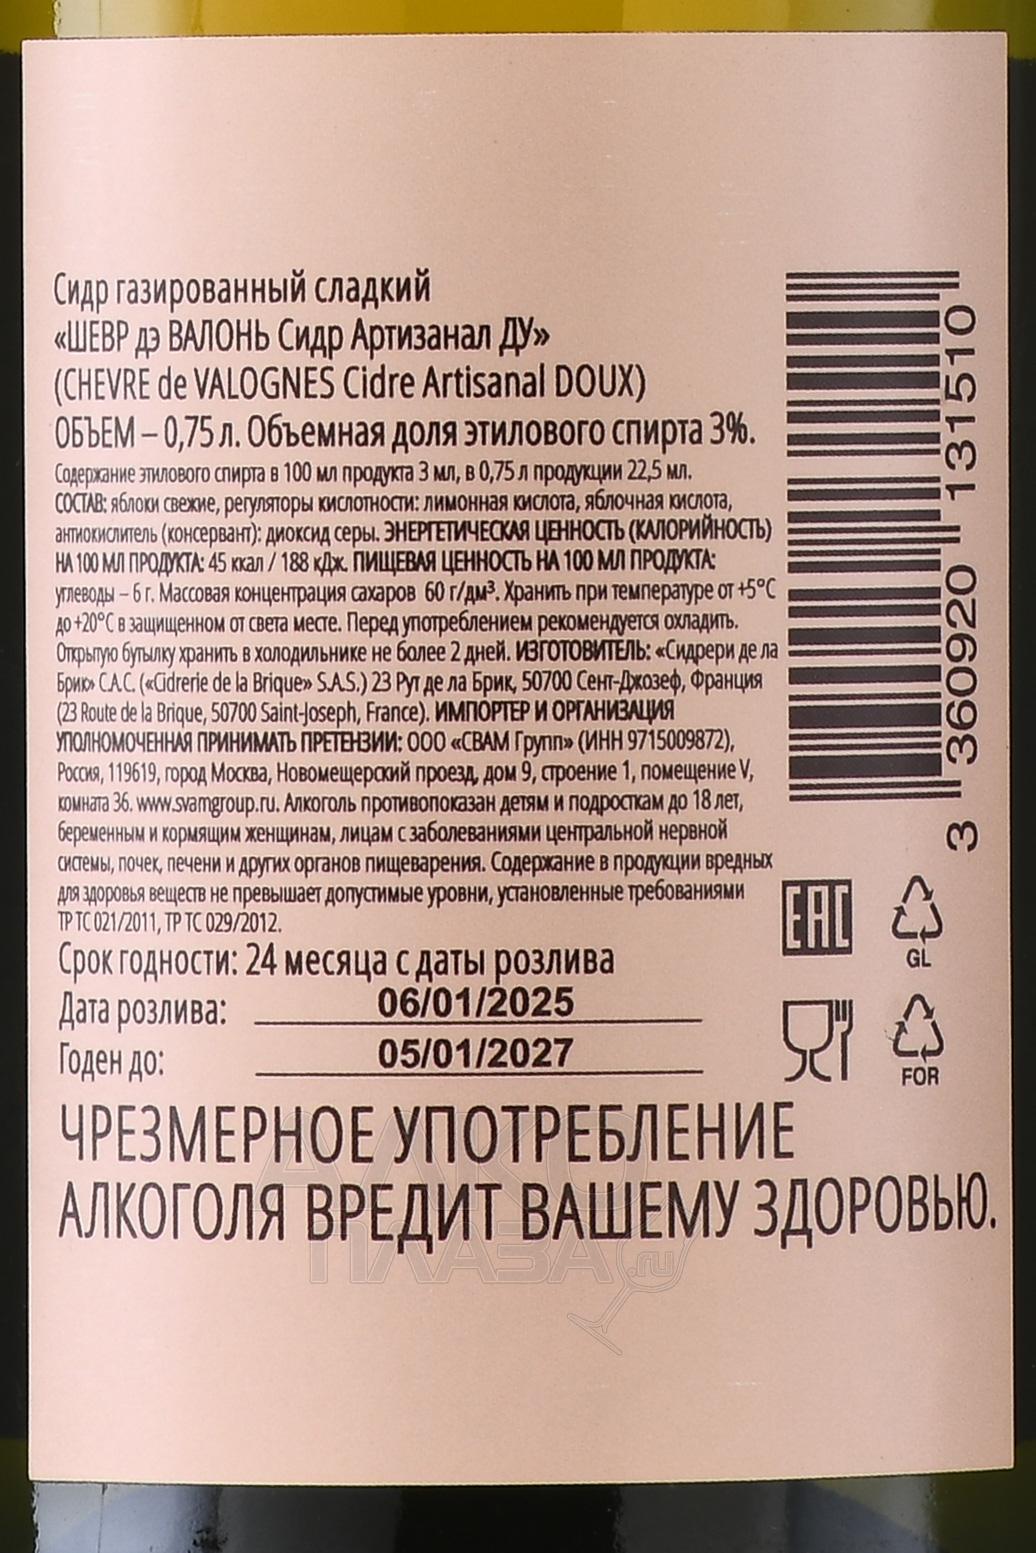 Сидр газированный сладкий
«ШЕВР дэ ВАЛОНЬ Сидр Артизанал ДУ»
(CHEVRE de VALOGNES Cidre Artisanal DOUX)
ОБЪЕМ – 0,75 л. Объемная доля этилового спирта 3%.
Содержание этилового спирта в 100 мл продукта 3 мл, в 0,75 л продукции 22,5 мл.
СОСТАВ: яблоки свежие, регуляторы кислотности: лимонная кислота, яблочная кислота,
антиокислитель (консервант): диоксид серы. ЭНЕРГЕТИЧЕСКАЯ ЦЕННОСТЬ (КАЛОРИЙНОСТЬ)
НА 100 МЛ ПРОДУКТА: 45 ккал / 188 кДж. ПИЩЕВАЯ ЦЕННОСТЬ НА 100 МЛ ПРОДУКТА:
углеводы – 6 г. Массовая концентрация сахаров 60 г/дм³. Хранить при температуре от +5°С
до +20°С в защищенном от света месте. Перед употреблением рекомендуется охладить.
Открытую бутылку хранить в холодильнике не более 2 дней. ИЗГОТОВИТЕЛЬ: «Сидрери де ла
Брик» С.А.С. («Cidrerie de la Brique» S.A.S.) 23 Рут де ла Брик, 50700 Сент-Джозеф, Франция
(23 Route de la Brique, 50700 Saint-Joseph, France). ИМПОРТЕР И ОРГАНИЗАЦИЯ
УПОЛНОМОЧЕННАЯ ПРИНИМАТЬ ПРЕТЕНЗИИ: ООО «СВАМ Групп» (ИНН 9715009872),
Россия, 119619, город Москва, Новомещерский проезд, дом 9, строение 1, помещение V,
комната 36. www.svamgroup.ru. Алкоголь противопоказан детям и подросткам до 18 лет,
беременным и кормящим женщинам, лицам с заболеваниями центральной нервной
системы, почек, печени и других органов пищеварения. Содержание в продукции вредных
для здоровья веществ не превышает допустимые уровни, установленные требованиями
ТР ТС 021/2011, ТР ТС 029/2012.
Срок годности: 24 месяца с даты розлива
Дата розлива: 06/01/2025
Годен до: 05/01/2027
ЧРЕЗМЕРНОЕ УПОТРЕБЛЕНИЕ
АЛКОГОЛЯ ВРЕДИТ ВАШЕМУ ЗДОРОВЬЮ.
3 360920 131510
EAC
GL
FOR
АЛКО
ПЛАЗА.ru